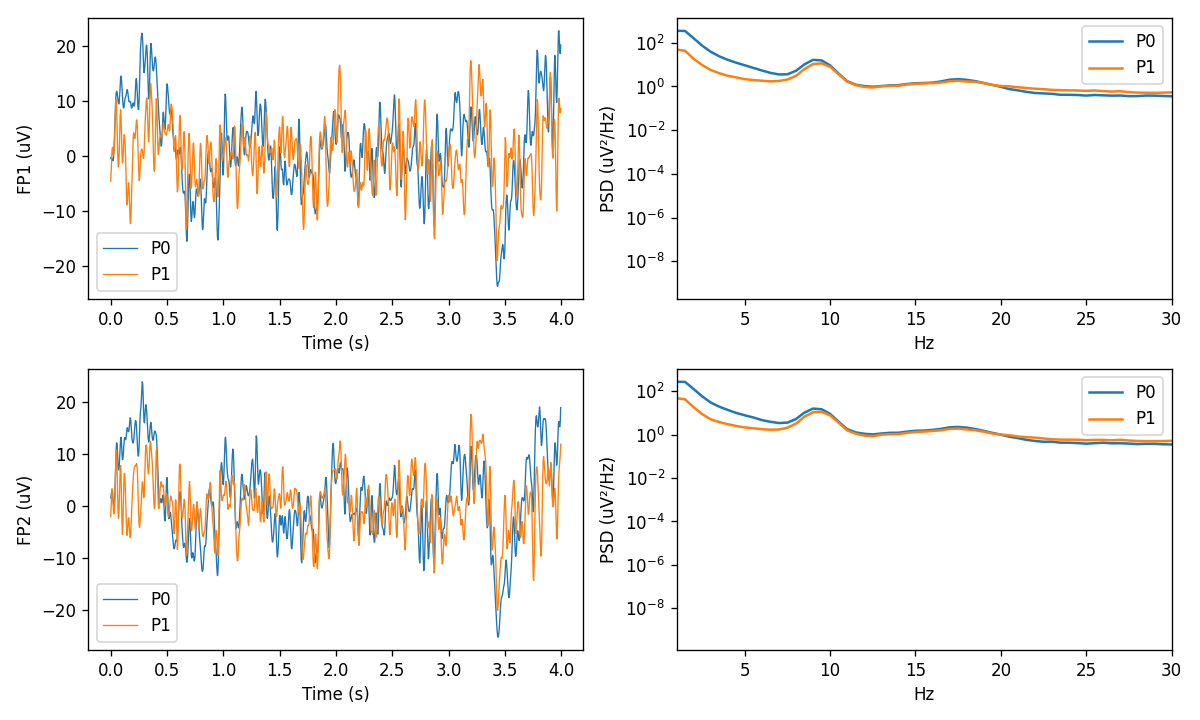 FP1 (uV)
20
10
0
−10
−20
P0
P1
0.0 0.5 1.0 1.5 2.0 2.5 3.0 3.5 4.0
Time (s)
PSD (uV²/Hz)
10² 
10⁰
10⁻²
10⁻⁴
10⁻⁶
10⁻⁸
P0
P1
5 10 15 20 25 30
Hz
FP2 (uV)
20
10
0
−10
−20
P0
P1
0.0 0.5 1.0 1.5 2.0 2.5 3.0 3.5 4.0
Time (s)
PSD (uV²/Hz)
10²
10⁰
10⁻²
10⁻⁴
10⁻⁶
10⁻⁸
P0
P1
5 10 15 20 25 30
Hz